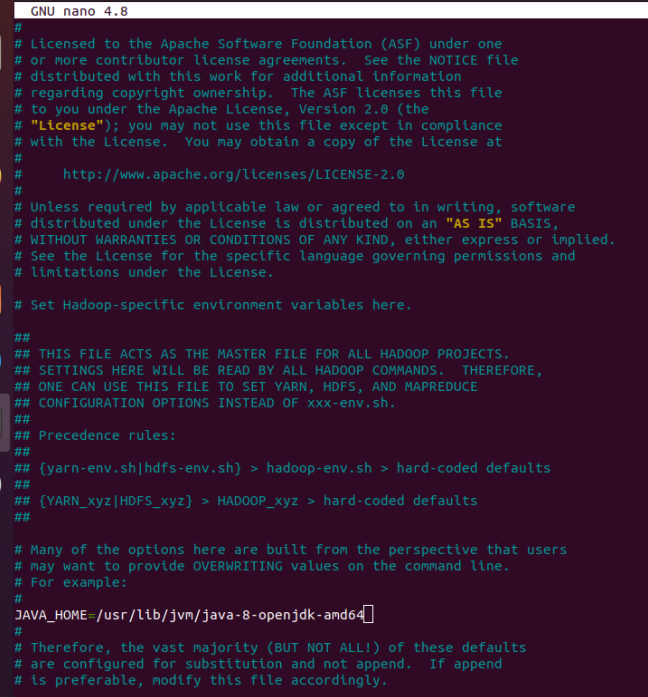 GNU nano 4.8
#
# Licensed to the Apache Software Foundation (ASF) under one
# or more contributor license agreements.  See the NOTICE file
# distributed with this work for additional information
# regarding copyright ownership.  The ASF licenses this file
# to you under the Apache License, Version 2.0 (the
# "License"); you may not use this file except in compliance
# with the License.  You may obtain a copy of the License at
#
#     http://www.apache.org/licenses/LICENSE-2.0
#
# Unless required by applicable law or agreed to in writing, software
# distributed under the License is distributed on an "AS IS" BASIS,
# WITHOUT WARRANTIES OR CONDITIONS OF ANY KIND, either express or implied.
# See the License for the specific language governing permissions and
# limitations under the License.

# Set Hadoop-specific environment variables here.

##
## THIS FILE ACTS AS THE MASTER FILE FOR ALL HADOOP PROJECTS.
## SETTINGS HERE WILL BE READ BY ALL HADOOP COMMANDS.  THEREFORE,
## ONE CAN USE THIS FILE TO SET YARN, HDFS, AND MAPREDUCE
## CONFIGURATION OPTIONS INSTEAD OF xxx-env.sh.
##
## Precedence rules:
##
## {yarn-env.sh|hdfs-env.sh} > hadoop-env.sh > hard-coded defaults
##
## {YARN_xyz|HDFS_xyz} > HADOOP_xyz > hard-coded defaults
##

# Many of the options here are built from the perspective that users
# may want to provide OVERWRITING values on the command line.
# For example:
#
JAVA_HOME=/usr/lib/jvm/java-8-openjdk-amd64
#
# Therefore, the vast majority (BUT NOT ALL!) of these defaults
# are configured for substitution and not append.  If append
# is preferable, modify this file accordingly.